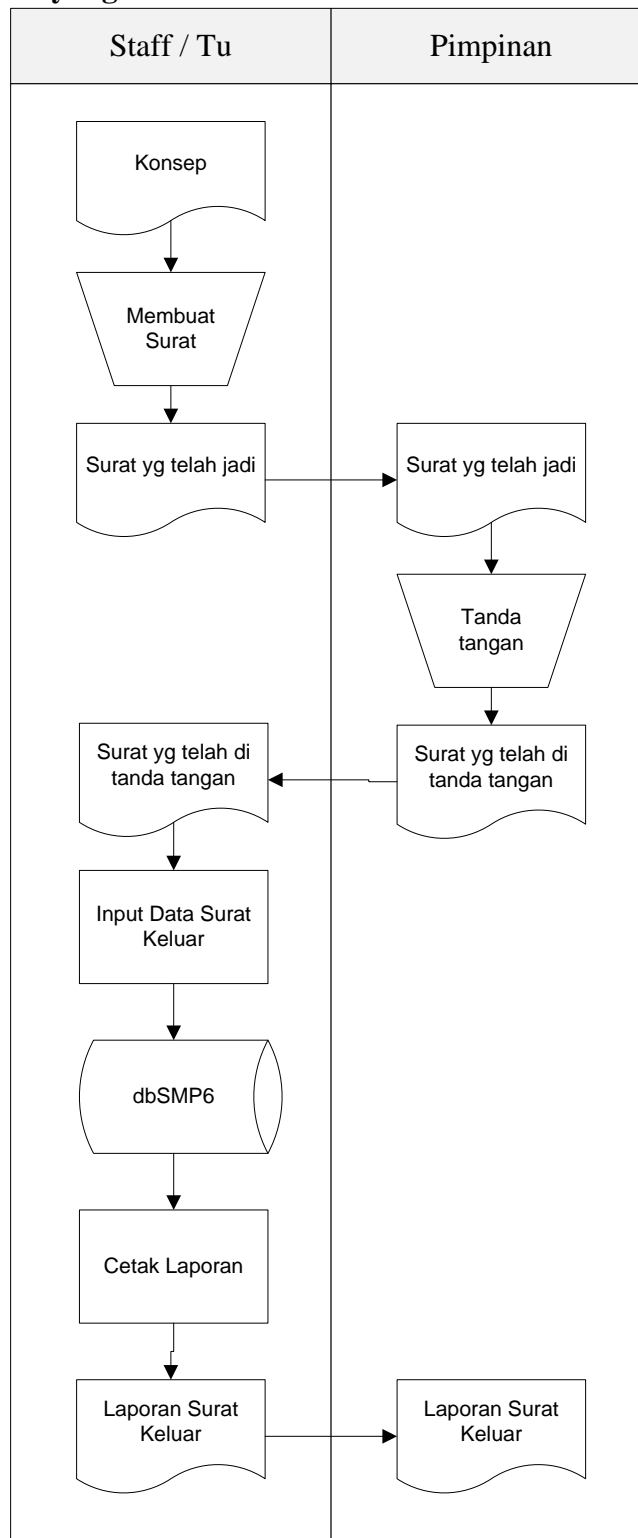 Staff / Tu
Pimpinan
Konsep
Membuat
Surat
Surat yg telah jadi
Surat yg telah jadi
Tanda
tangan
Surat yg telah di
tanda tangan
Surat yg telah di
tanda tangan
Input Data Surat
Keluar
dbSMP6
Cetak Laporan
Laporan Surat
Keluar
Laporan Surat
Keluar